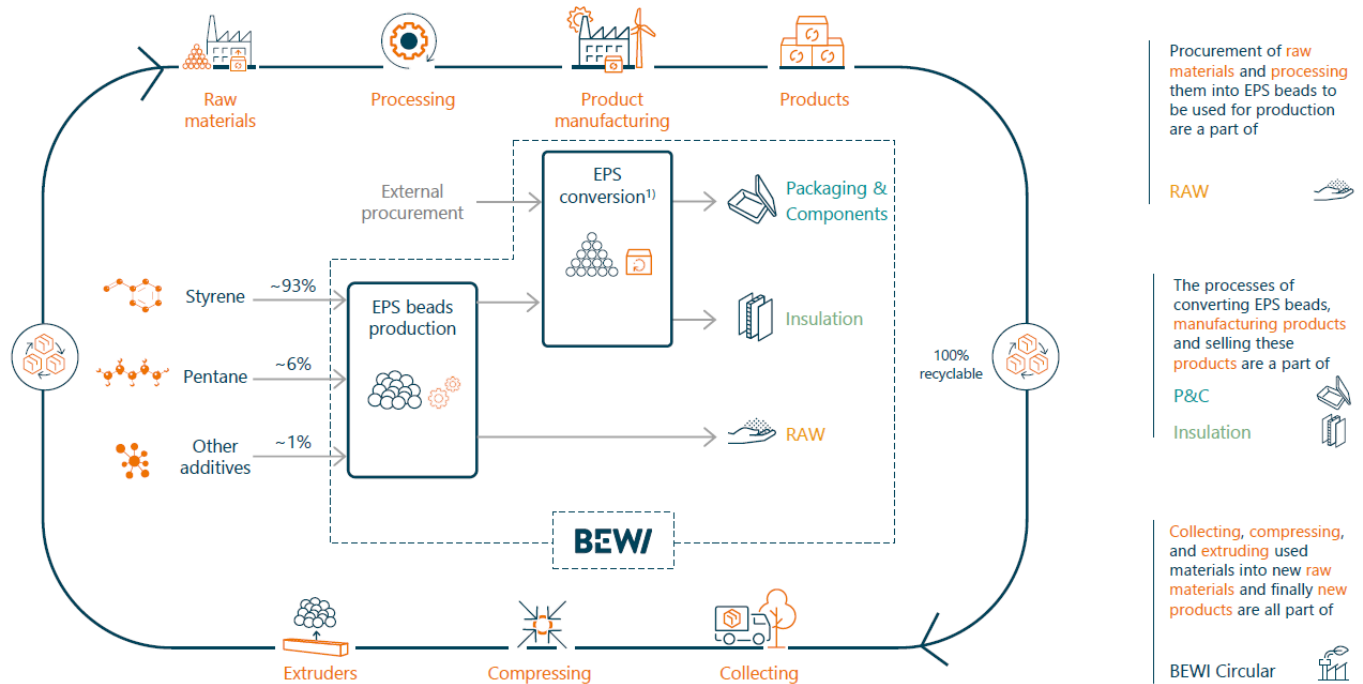 Raw
materials
Processing
Product
manufacturing
Products
External
procurement
EPS
conversion¹⁾
Packaging &
Components
Styrene
~93%
EPS beads
production
Insulation
Pentane
~6%
100%
recyclable
Other
additives
~1%
RAW
BEWI
Extruders
Compressing
Collecting
Procurement of raw
materials and processing
them into EPS beads to
be used for production
are a part of
RAW
The processes of
converting EPS beads,
manufacturing products
and selling these
products are a part of
P&C
Insulation
Collecting, compressing,
and extruding used
materials into new raw
materials and finally new
products are all part of
BEWI Circular